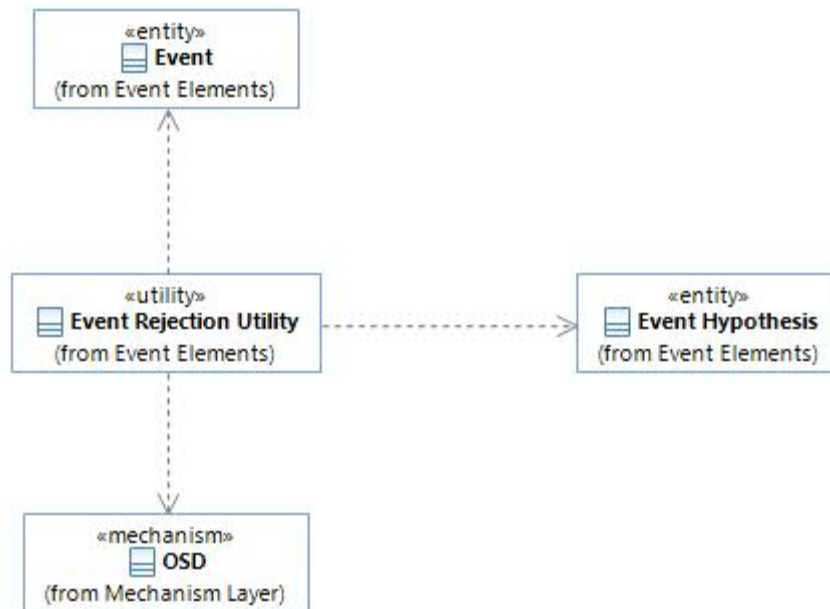 «entity»
Event
(from Event Elements)
«utility»
Event Rejection Utility
(from Event Elements)
«entity»
Event Hypothesis
(from Event Elements)
«mechanism»
OSD
(from Mechanism Layer)